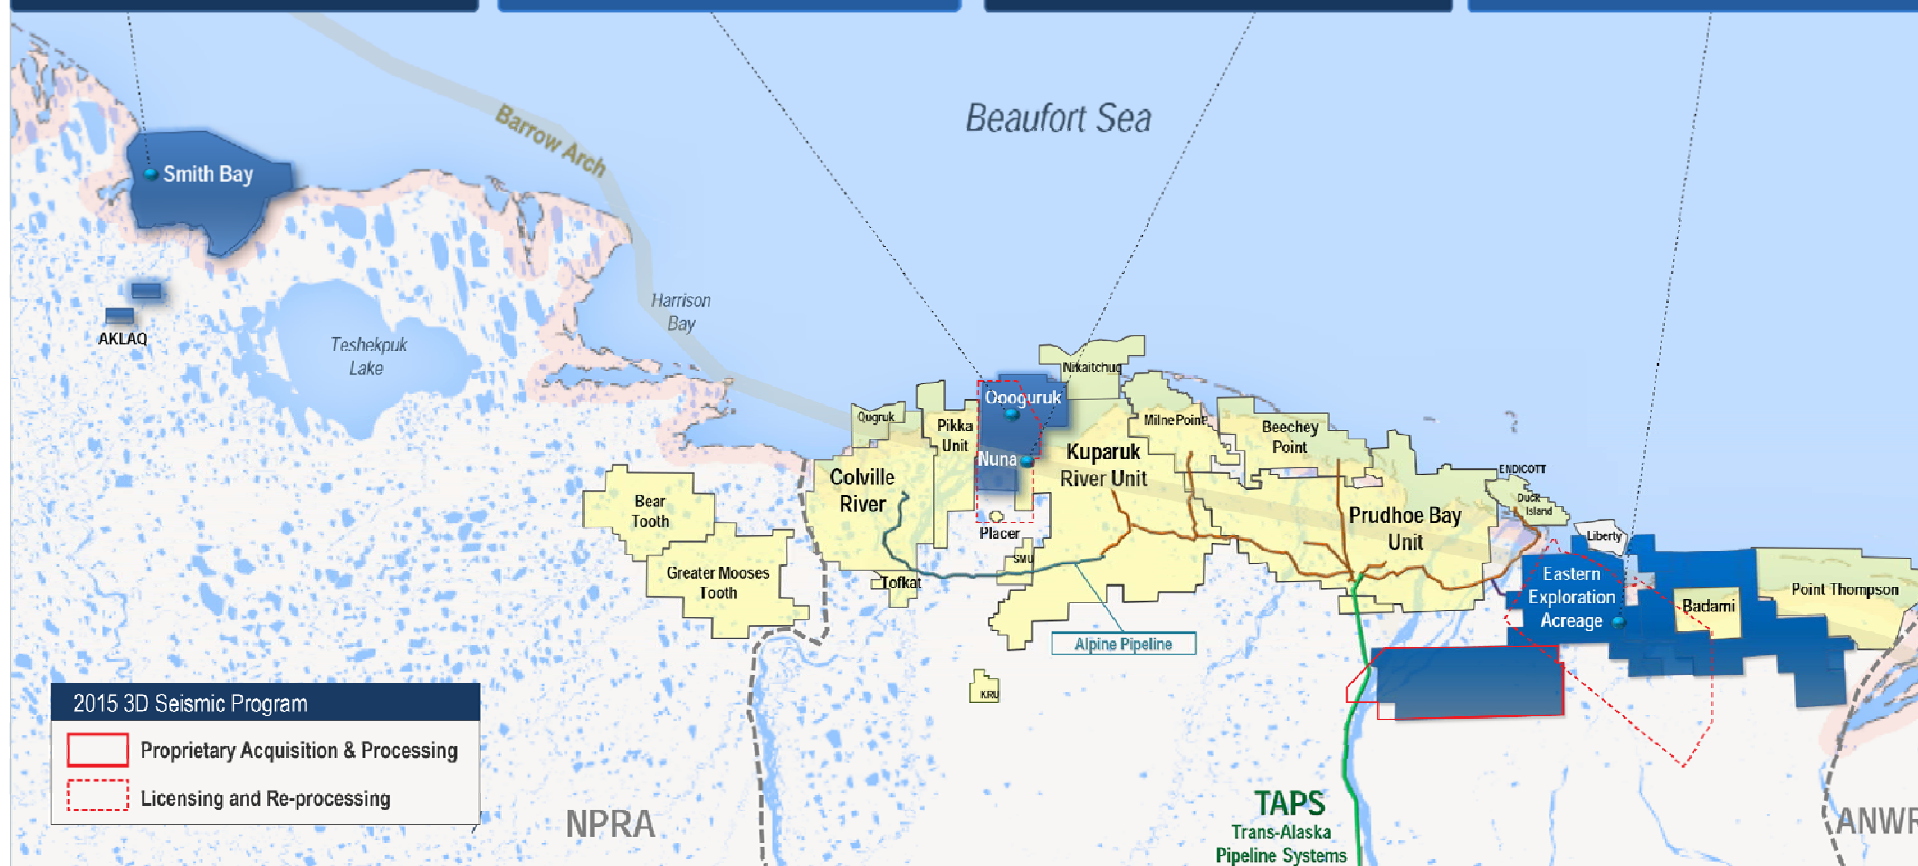 Beaufort Sea
Barrow Arch
Smith Bay
Harrison
Bay
AKLAQ
Teshekpuk
Lake
Nikaitchuq
Oooguruk
Qugruk
Pikka
Unit
Milne Point
Beechey
Point
Nuna
Kuparuk
River Unit
Colville
River
ENDICOTT
Duck
Island
Bear
Tooth
Placer
Prudhoe Bay
Unit
Liberty
SMU
Greater Mooses
Tooth
Tofkat
Eastern
Exploration
Acreage
Badami
Point Thompson
Alpine Pipeline
KRU
2015 3D Seismic Program
Proprietary Acquisition & Processing
Licensing and Re-processing
NPRA
TAPS
Trans-Alaska
Pipeline Systems
ANWR